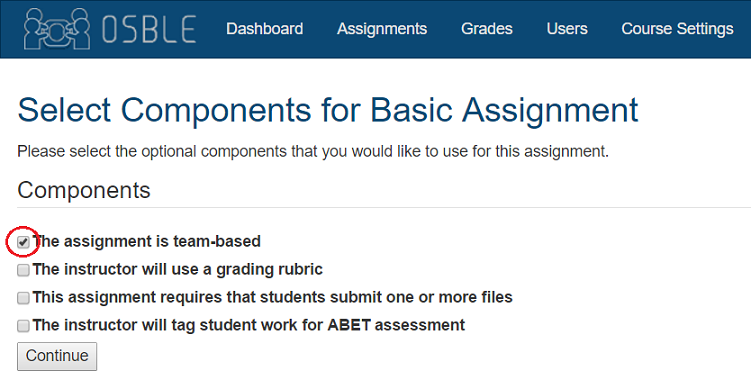 OSBLE Dashboard Assignments Grades Users Course Settings
Select Components for Basic Assignment
Please select the optional components that you would like to use for this assignment.
Components
The assignment is team-based
The instructor will use a grading rubric
This assignment requires that students submit one or more files
The instructor will tag student work for ABET assessment
Continue